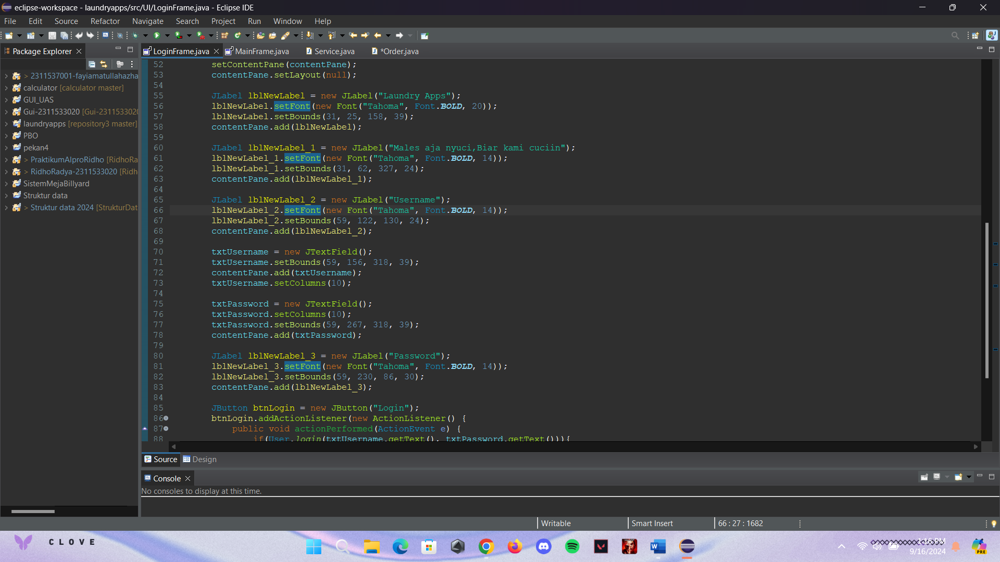 eclipse-workspace - laundryapps/src/UI/LoginFrame.java - Eclipse IDE
File Edit Source Refactor Navigate Search Project Run Window Help
Package Explorer
LoginFrame.java MainFrame.java Service.java *Order.java
> 2311537001-fayiamatullahazha
calculator [calculator master]
GUI_UAS
Gui-2311533020 [Gui-2311533020
laundryapps [repository3 master]
PBO
pekan4
> PraktikumAlproRidho [RidhoRa
> RidhoRadya-2311533020 [Ridh
SistemMejaBillyard
Struktur data
> Struktur data 2024 [StrukturDat
52 setContentPane(contentPane);
53 contentPane.setLayout(null);
54
55 JLabel lblNewLabel = new JLabel("Laundry Apps");
56 lblNewLabel.setFont(new Font("Tahoma", Font.BOLD, 20));
57 lblNewLabel.setBounds(31, 25, 158, 39);
58 contentPane.add(lblNewLabel);
59
60 JLabel lblNewLabel_1 = new JLabel("Males aja nyuci,Biar kami cuciin");
61 lblNewLabel_1.setFont(new Font("Tahoma", Font.BOLD, 14));
62 lblNewLabel_1.setBounds(31, 62, 327, 24);
63 contentPane.add(lblNewLabel_1);
64
65 JLabel lblNewLabel_2 = new JLabel("Username");
66 lblNewLabel_2.setFont(new Font("Tahoma", Font.BOLD, 14));
67 lblNewLabel_2.setBounds(59, 122, 130, 24);
68 contentPane.add(lblNewLabel_2);
69
70 txtUsername = new JTextField();
71 txtUsername.setBounds(59, 156, 318, 39);
72 contentPane.add(txtUsername);
73 txtUsername.setColumns(10);
74
75 txtPassword = new JTextField();
76 txtPassword.setColumns(10);
77 txtPassword.setBounds(59, 267, 318, 39);
78 contentPane.add(txtPassword);
79
80 JLabel lblNewLabel_3 = new JLabel("Password");
81 lblNewLabel_3.setFont(new Font("Tahoma", Font.BOLD, 14));
82 lblNewLabel_3.setBounds(59, 230, 86, 30);
83 contentPane.add(lblNewLabel_3);
84
85 JButton btnLogin = new JButton("Login");
86 btnLogin.addActionListener(new ActionListener() {
87 public void actionPerformed(ActionEvent e) {
88 if(User.login(txtUsername.getText(), txtPassword.getText())){
Source Design
Console
No consoles to display at this time.
Writable Smart Insert 66 : 27 : 1682
CLOVE
1:16 PM
9/16/2024
PRE